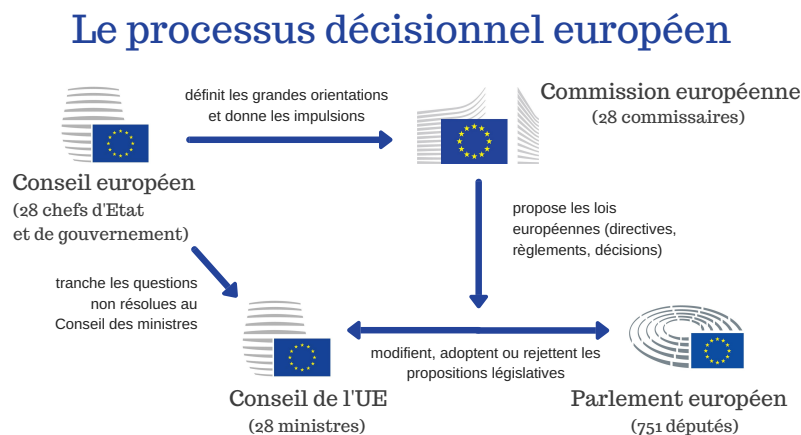 Le processus décisionnel européen
définit les grandes orientations
et donne les impulsions
Commission européenne
(28 commissaires)
Conseil européen
(28 chefs d'Etat
et de gouvernement)
propose les lois
européennes (directives,
règlements, décisions)
tranche les questions
non résolues au
Conseil des ministres
modifient, adoptent ou rejettent les
propositions législatives
Conseil de l'UE
(28 ministres)
Parlement européen
(751 députés)